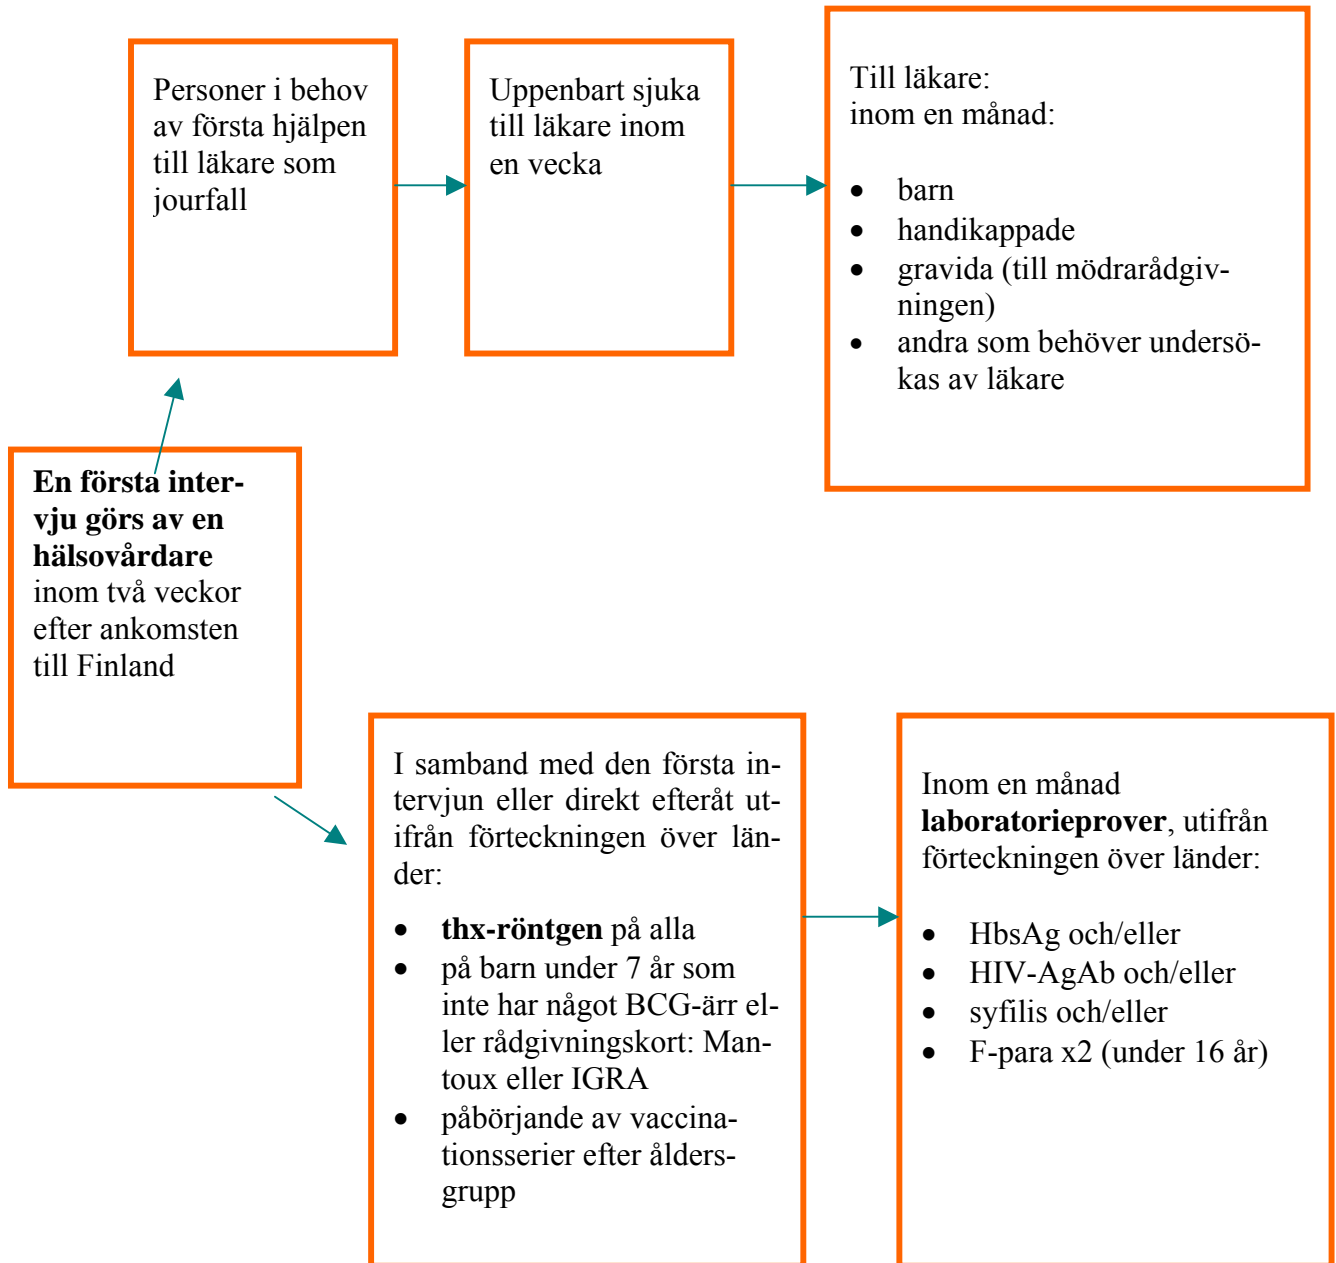 Personer i behov
av första hjälpen
till läkare som
jourfall
Uppenbart sjuka
till läkare inom
en vecka
Till läkare:
inom en månad:
• barn
• handikappade
• gravida (till mödrarådgiv-
ningen)
• andra som behöver undersö-
kas av läkare
En första inter-
vju görs av en
hälsovårdare
inom två veckor
efter ankomsten
till Finland
I samband med den första in-
tervjun eller direkt efteråt ut-
ifrån förteckningen över län-
der:
• thx-röntgen på alla
• på barn under 7 år som
inte har något BCG-ärr el-
ler rådgivningskort: Man-
toux eller IGRA
• påbörjande av vaccina-
tionsserier efter ålders-
grupp
Inom en månad
laboratorieprover, utifrån
förteckningen över länder:
• HbsAg och/eller
• HIV-AgAb och/eller
• syfilis och/eller
• F-para x2 (under 16 år)